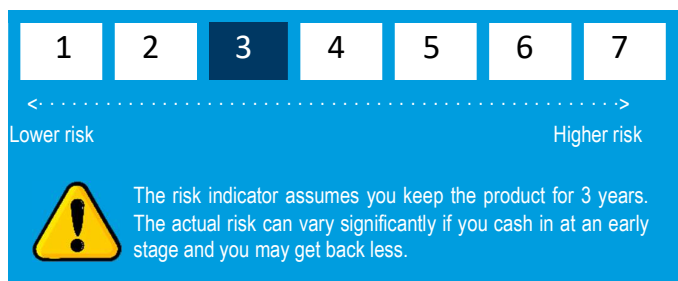 1 2 3 4 5 6 7
Lower risk Higher risk
The risk indicator assumes you keep the product for 3 years.
The actual risk can vary significantly if you cash in at an early
stage and you may get back less.